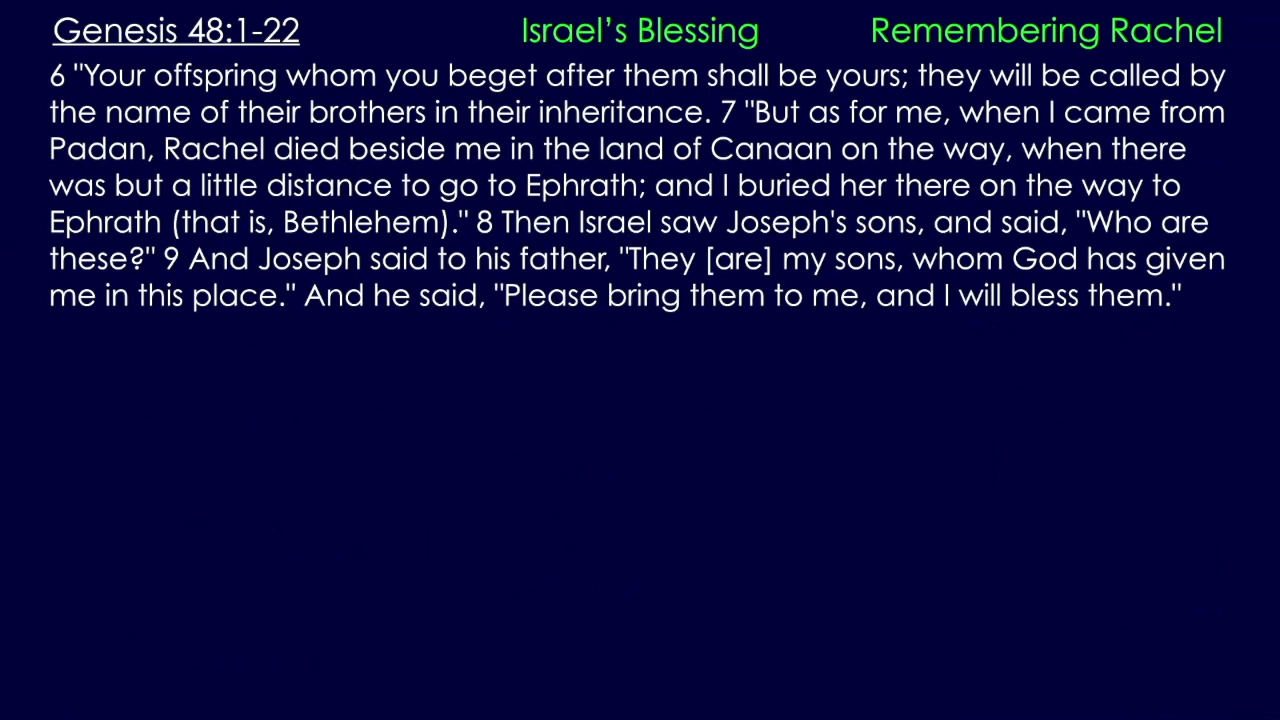 Genesis 48:1-22 Israel’s Blessing Remembering Rachel
6 "Your offspring whom you beget after them shall be yours; they will be called by
the name of their brothers in their inheritance. 7 "But as for me, when I came from
Padan, Rachel died beside me in the land of Canaan on the way, when there
was but a little distance to go to Ephrath; and I buried her there on the way to
Ephrath (that is, Bethlehem)." 8 Then Israel saw Joseph's sons, and said, "Who are
these?" 9 And Joseph said to his father, "They [are] my sons, whom God has given
me in this place." And he said, "Please bring them to me, and I will bless them."